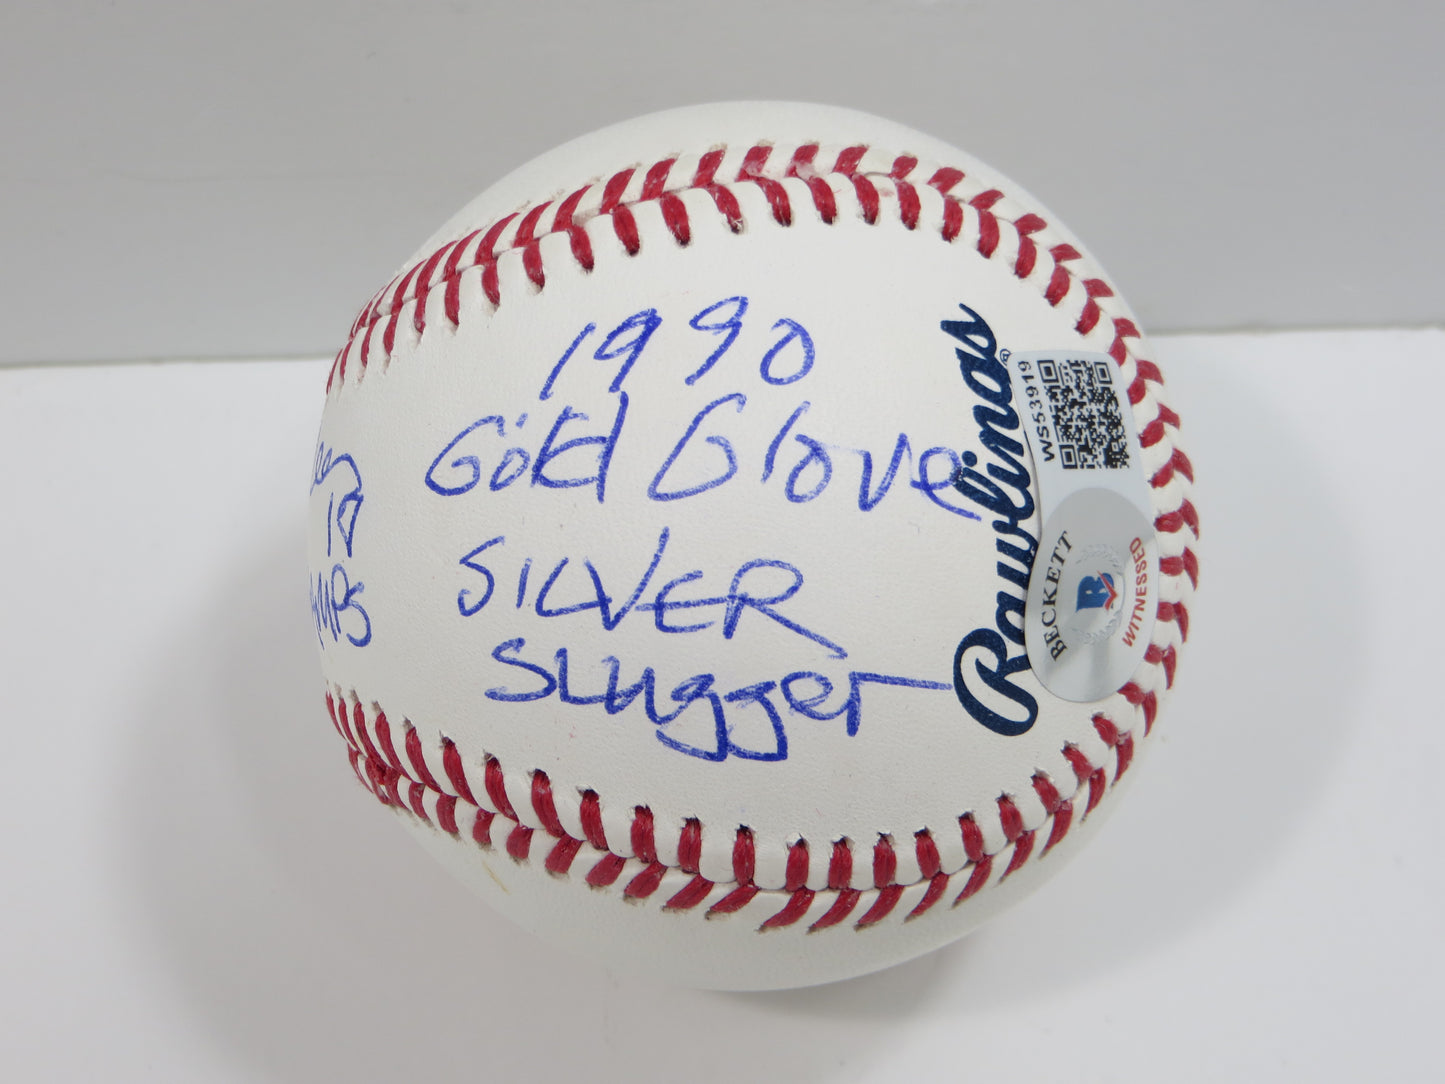 1990
Gold Glove
SILVER
Slugger
Rawlings
®
WS53919
BECKETT
B
WITNESSED